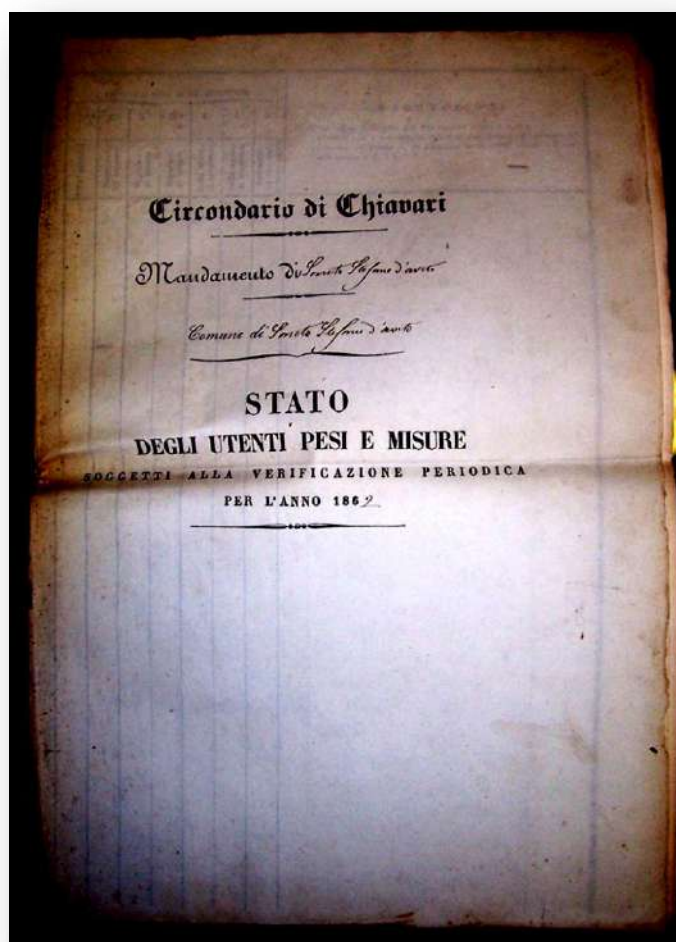 Circondario di Chiavari
Mandamento di Santo Stefano d'aveto
Comune di Santo Stefano d'aveto
STATO
DEGLI UTENTI PESI E MISURE
SOGGETTI ALLA VERIFICAZIONE PERIODICA
PER L'ANNO 1869